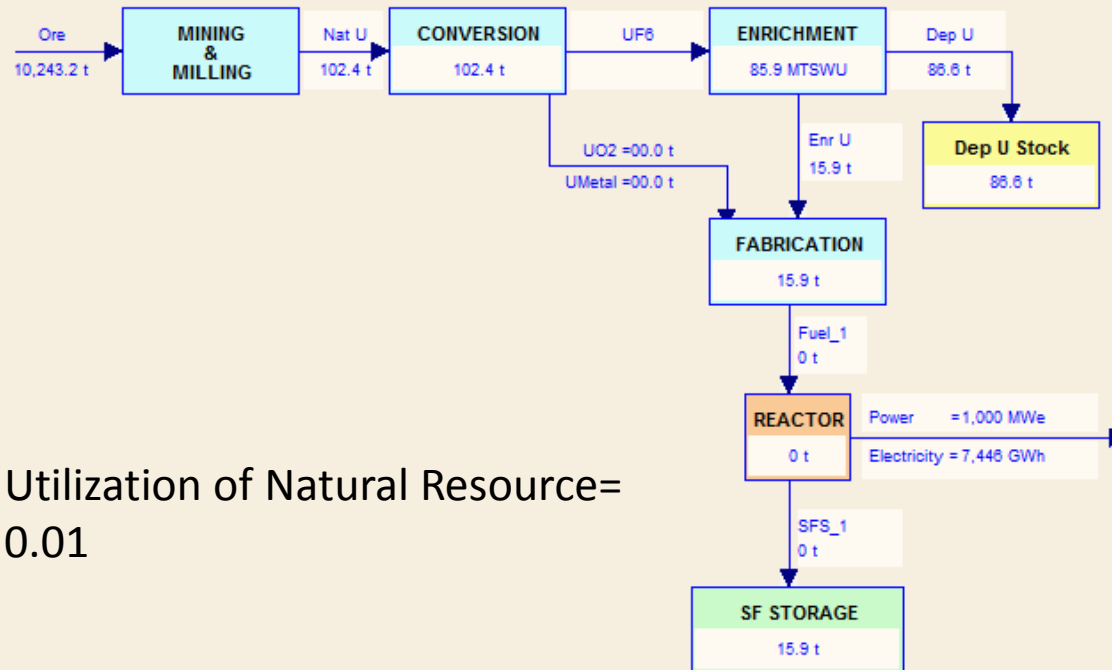 Ore
10,243.2 t
MINING
&
MILLING
Nat U
102.4 t
CONVERSION
102.4 t
UF6
ENRICHMENT
85.9 MTSWU
Dep U
86.6 t
Dep U Stock
86.6 t
UO2 =00.0 t
UMetal =00.0 t
Enr U
15.9 t
FABRICATION
15.9 t
Fuel_1
0 t
REACTOR
0 t
Power =1,000 MWe
Electricity = 7,446 GWh
Utilization of Natural Resource=
0.01
SFS_1
0 t
SF STORAGE
15.9 t